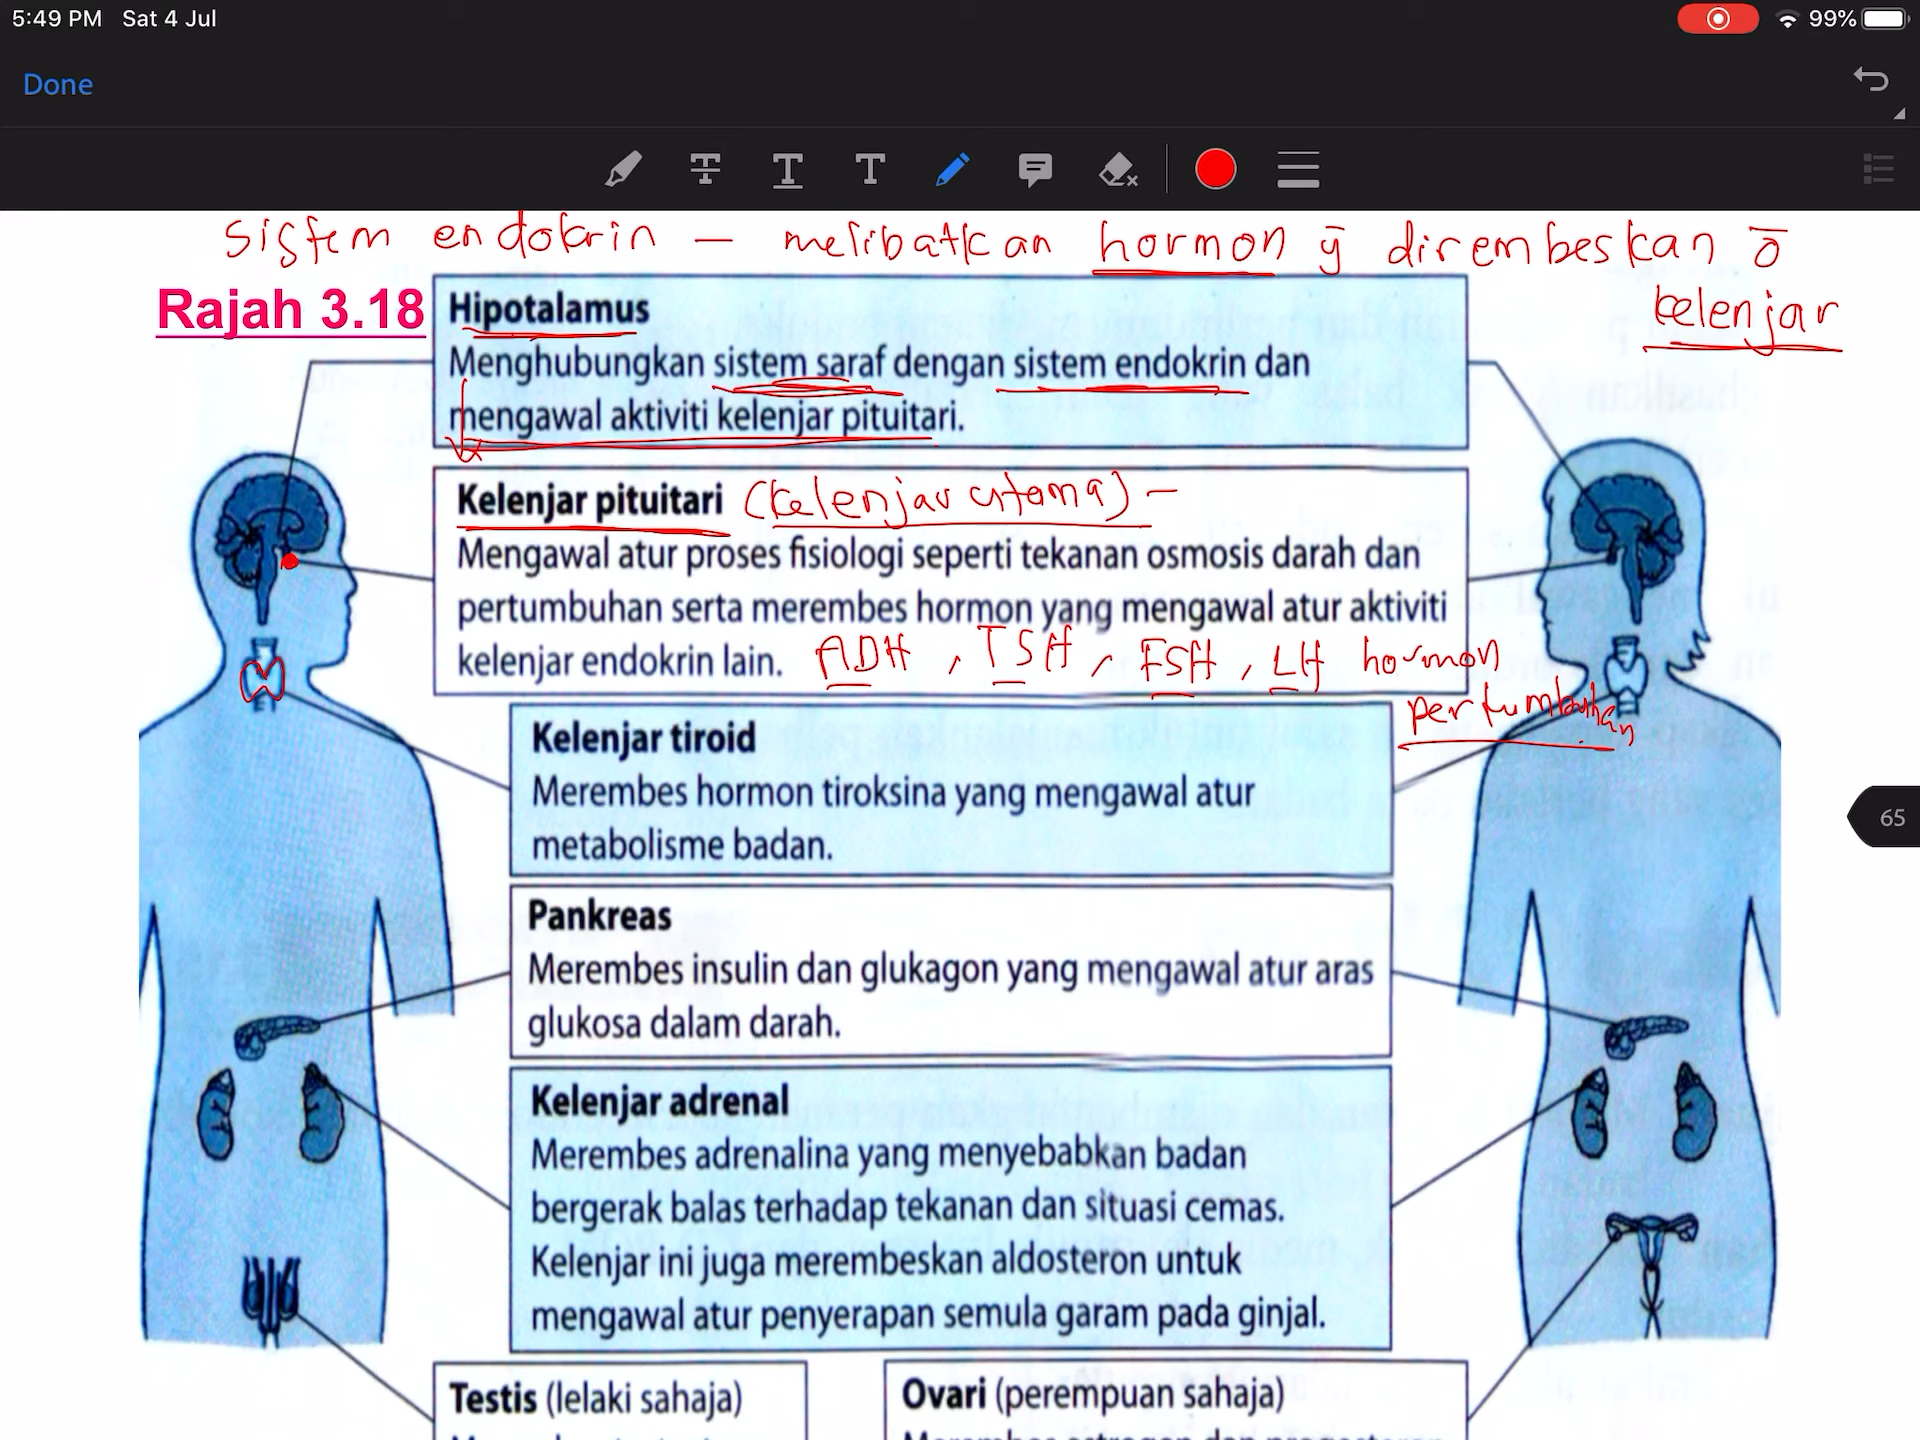 5:49 PM Sat 4 Jul
99%
Done
sistem endokrin — melibatkan hormon ȳ dirembeskan ō
kelenjar
Rajah 3.18
Hipotalamus
Menghubungkan sistem saraf dengan sistem endokrin dan
mengawal aktiviti kelenjar pituitari.
Kelenjar pituitari (kelenjar utama) –
Mengawal atur proses fisiologi seperti tekanan osmosis darah dan
pertumbuhan serta merembes hormon yang mengawal atur aktiviti
kelenjar endokrin lain. ADH, TSH, FSH, LH hormon
pertumbuhan
Kelenjar tiroid
Merembes hormon tiroksina yang mengawal atur
metabolisme badan.
65
Pankreas
Merembes insulin dan glukagon yang mengawal atur aras
glukosa dalam darah.
Kelenjar adrenal
Merembes adrenalina yang menyebabkan badan
bergerak balas terhadap tekanan dan situasi cemas.
Kelenjar ini juga merembeskan aldosteron untuk
mengawal atur penyerapan semula garam pada ginjal.
Testis (lelaki sahaja)
Ovari (perempuan sahaja)